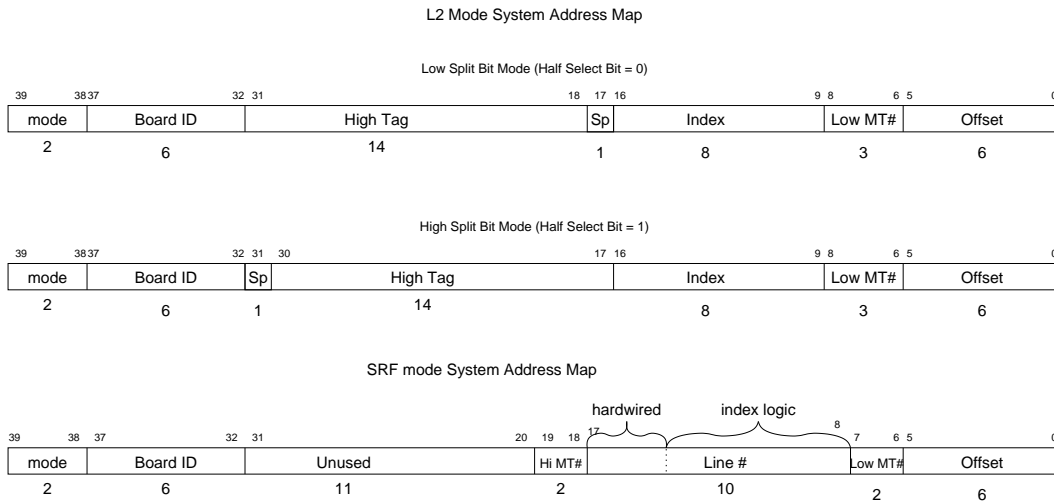 L2 Mode System Address Map
Low Split Bit Mode (Half Select Bit = 0)
39 38 37 32 31 18 17 16 9 8 6 5 0
mode Board ID High Tag Sp Index Low MT# Offset
2 6 14 1 8 3 6
High Split Bit Mode (Half Select Bit = 1)
39 38 37 32 31 30 17 16 9 8 6 5 0
mode Board ID Sp High Tag Index Low MT# Offset
2 6 1 14 8 3 6
SRF mode System Address Map
hardwired index logic
39 38 37 32 31 20 19 18 17 8 7 6 5 0
mode Board ID Unused Hi MT# Line # Low MT# Offset
2 6 11 2 10 2 6